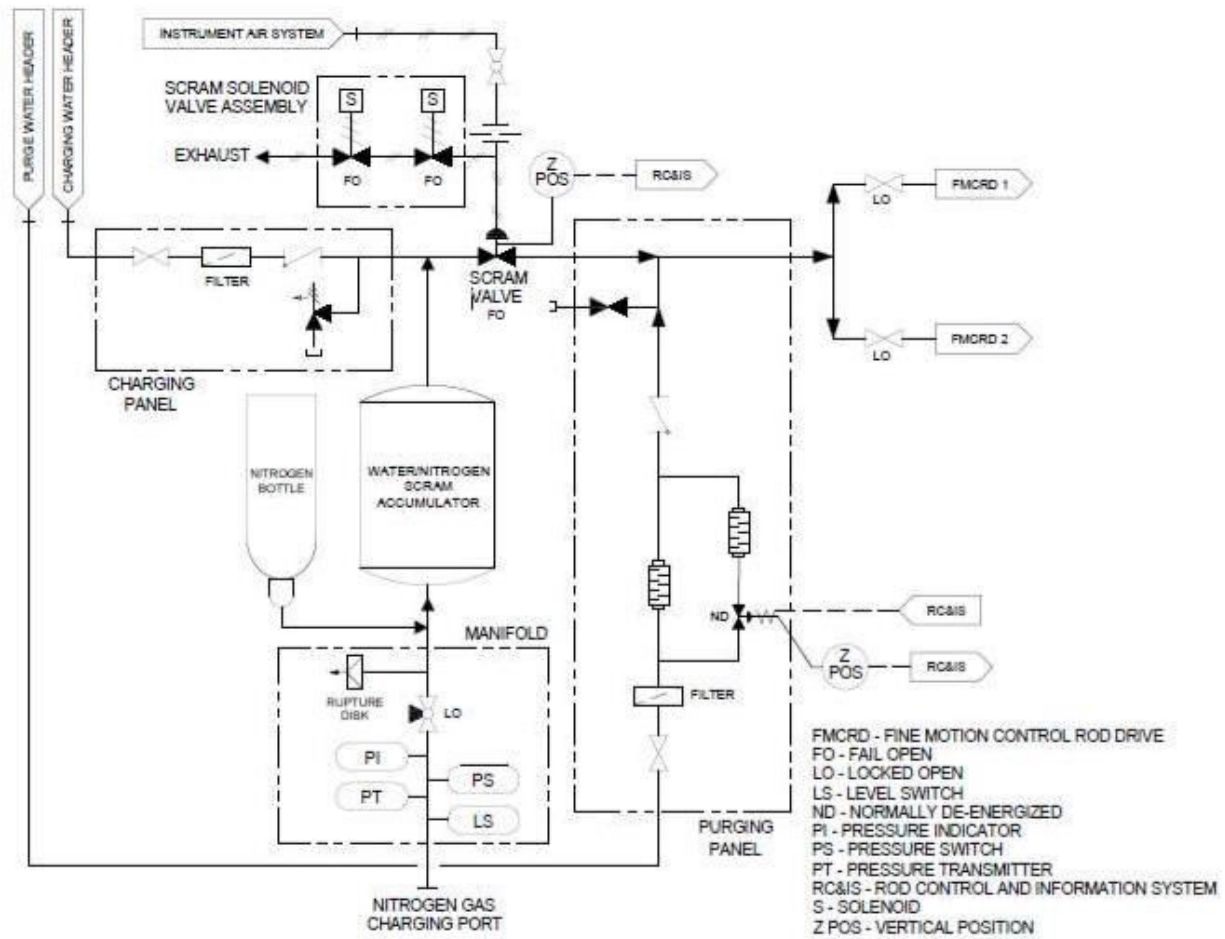 PURGE WATER HEADER
CHARGING WATER HEADER
INSTRUMENT AIR SYSTEM
SCRAM SOLENOID
VALVE ASSEMBLY
S
S
EXHAUST
FO
FO
Z
POS
RC&IS
FMCRD 1
LO
FILTER
SCRAM
VALVE
FO
LO
FMCRD 2
CHARGING
PANEL
NITROGEN
BOTTLE
WATER/NITROGEN
SCRAM
ACCUMULATOR
ND
RC&IS
MANIFOLD
Z
POS
RC&IS
RUPTURE
DISK
LO
FILTER
PI
PS
PT
LS
PURGING
PANEL
NITROGEN GAS
CHARGING PORT
FMCRD - FINE MOTION CONTROL ROD DRIVE
FO - FAIL OPEN
LO - LOCKED OPEN
LS - LEVEL SWITCH
ND - NORMALLY DE-ENERGIZED
PI - PRESSURE INDICATOR
PS - PRESSURE SWITCH
PT - PRESSURE TRANSMITTER
RC&IS - ROD CONTROL AND INFORMATION SYSTEM
S - SOLENOID
Z POS - VERTICAL POSITION